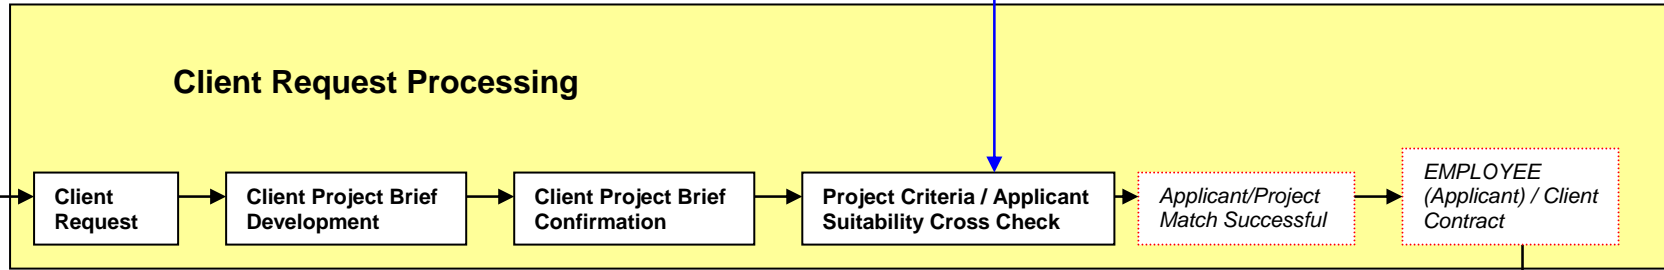 Client Request Processing
Client
Request
Client Project Brief
Development
Client Project Brief
Confirmation
Project Criteria / Applicant
Suitability Cross Check
Applicant/Project
Match Successful
EMPLOYEE
(Applicant) / Client
Contract